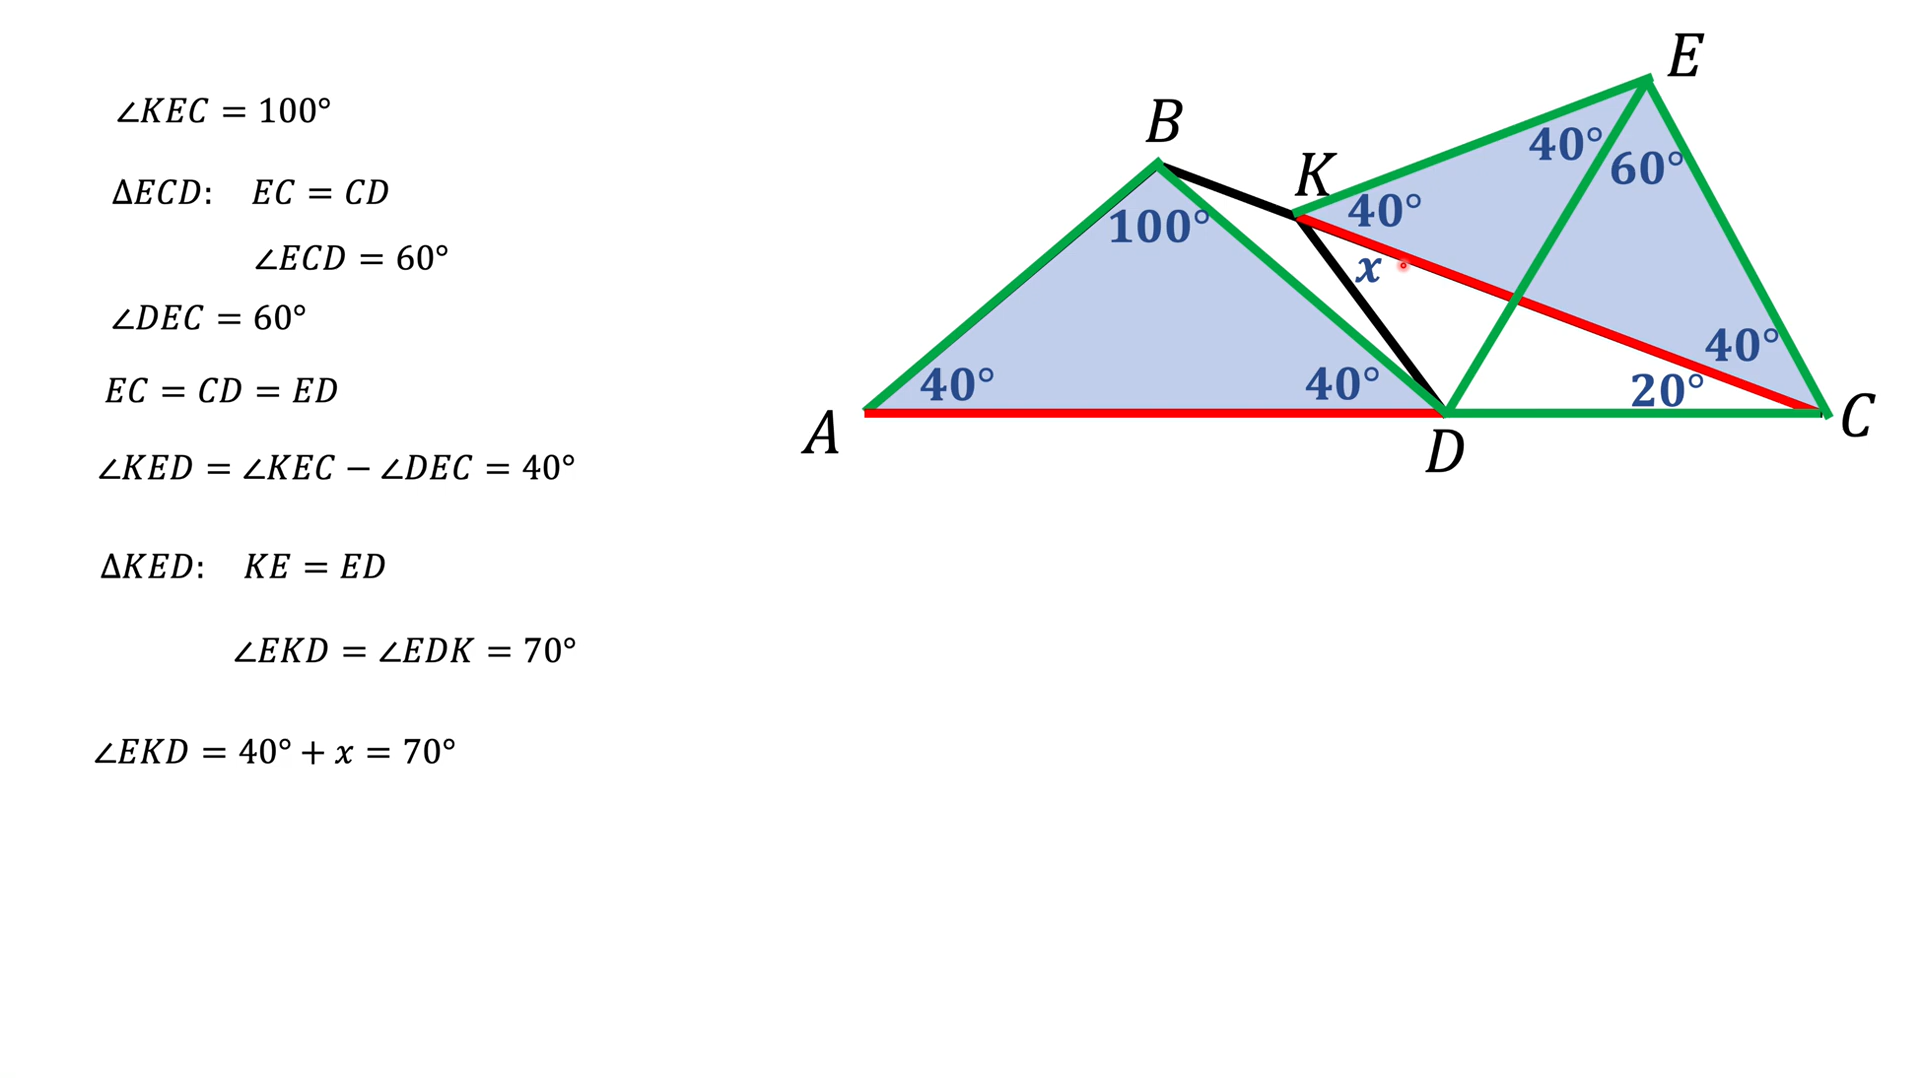 ∠KEC = 100°
ΔECD: EC = CD
∠ECD = 60°
∠DEC = 60°
EC = CD = ED
∠KED = ∠KEC − ∠DEC = 40°
ΔKED: KE = ED
∠EKD = ∠EDK = 70°
∠EKD = 40° + x = 70°
E
B
K
40°
60°
40°
100°
x
40°
40°
40°
20°
A
D
C